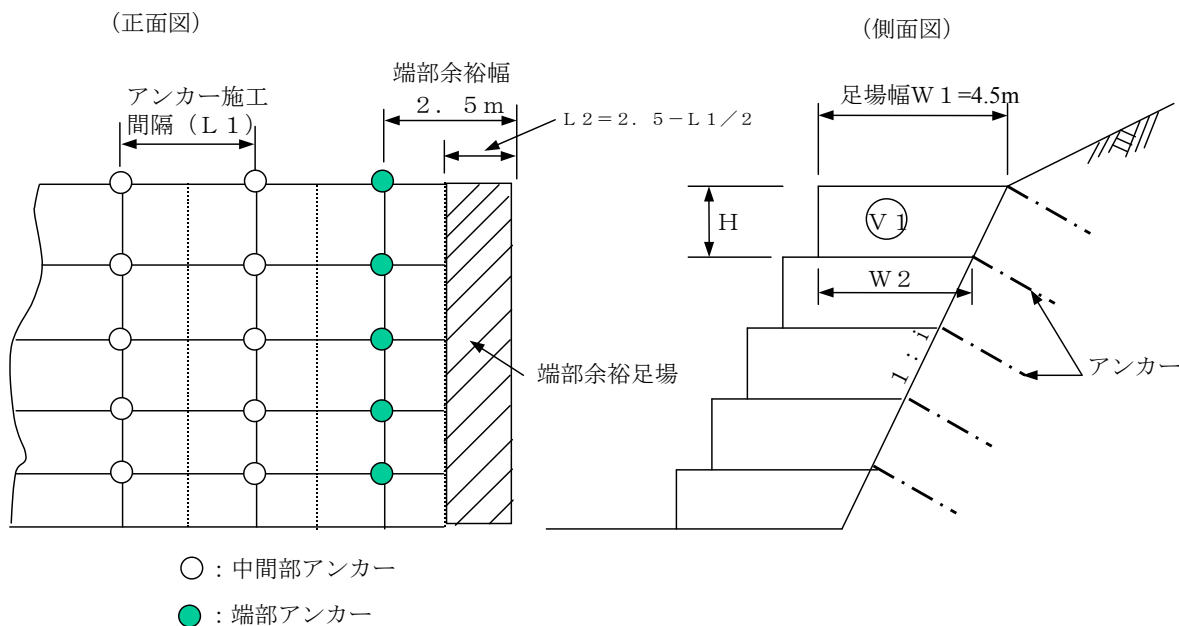 （正面図）
アンカー施工
間隔（Ｌ１）
端部余裕幅
２．５ｍ
Ｌ２＝２．５−Ｌ１／２
端部余裕足場
○：中間部アンカー
●：端部アンカー
（側面図）
足場幅Ｗ１=4.5m
Ｈ
Ｖ１
Ｗ２
１：ｉ
アンカー